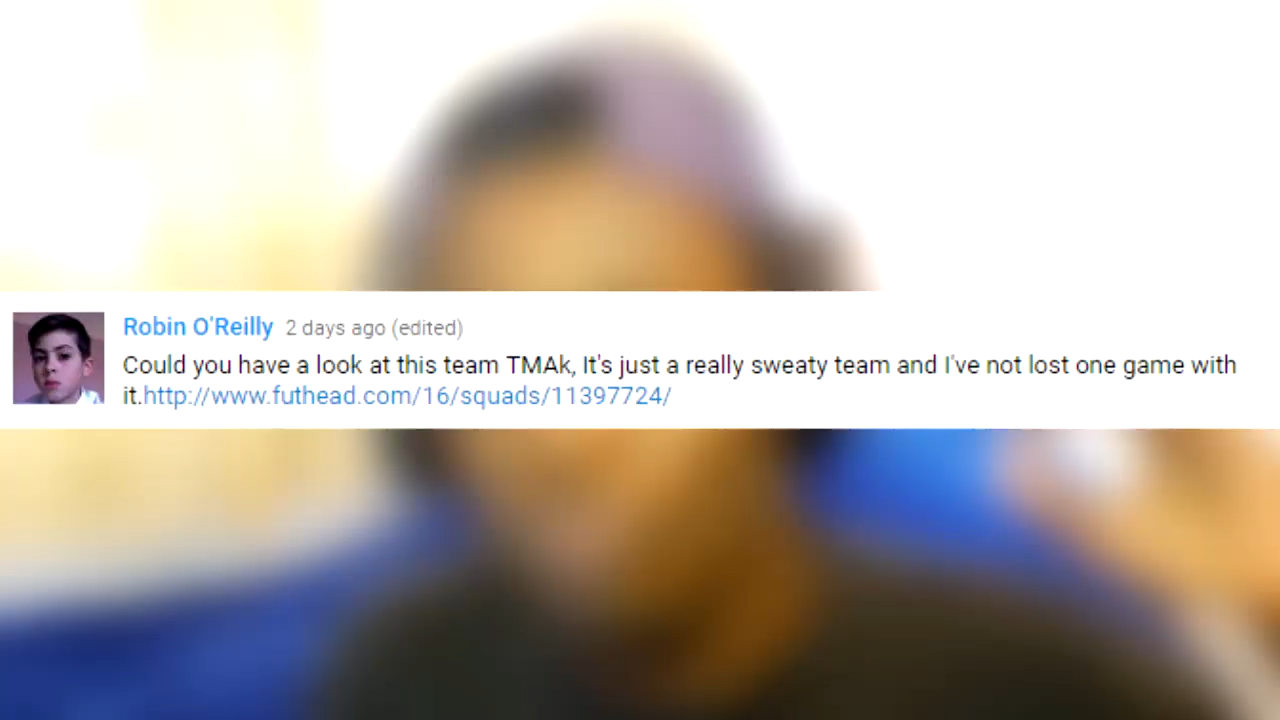 Robin O'Reilly 2 days ago (edited)
Could you have a look at this team TMAk, It's just a really sweaty team and I've not lost one game with
it.http://www.futhead.com/16/squads/11397724/